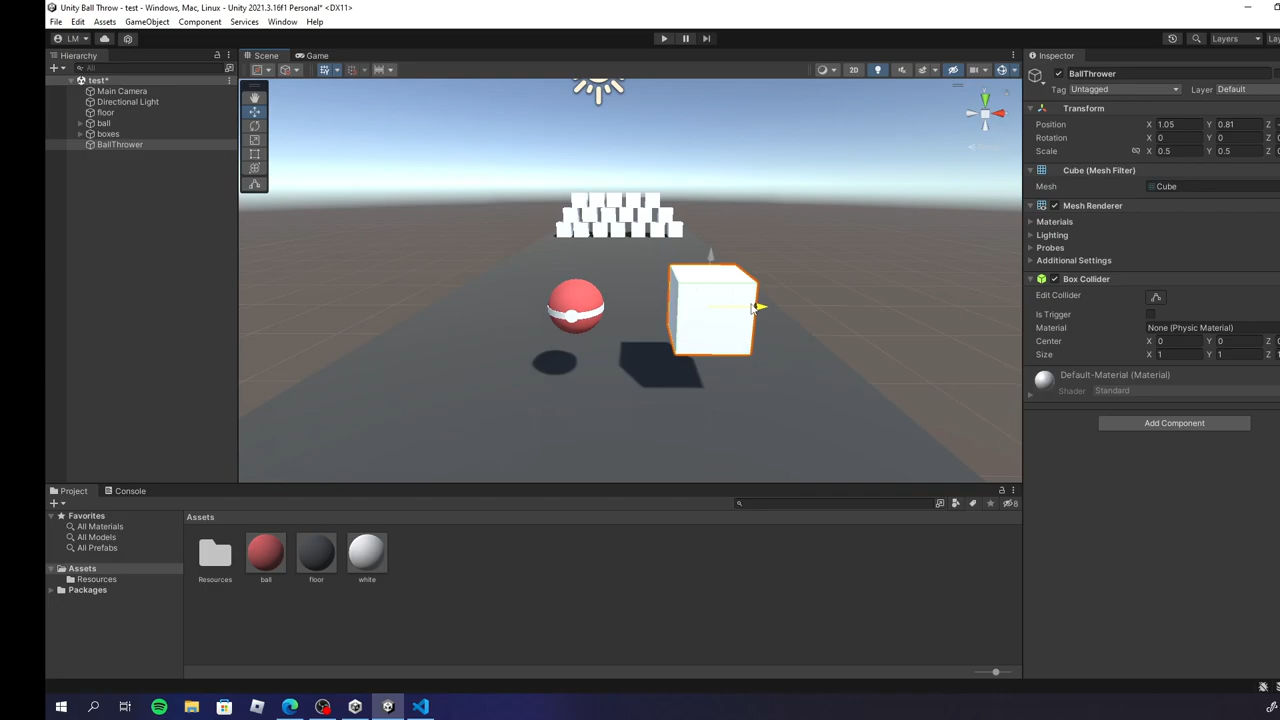 Unity Ball Throw - test - Windows, Mac, Linux - Unity 2021.3.16f1 Personal* <DX11>
File Edit Assets GameObject Component Services Window Help
LM
Layers
Hierarchy
All
test*
Main Camera
Directional Light
floor
ball
boxes
BallThrower
Scene Game
2D
Inspector
BallThrower
Tag Untagged Layer Default
Transform
Position X 1.05 Y 0.81 Z
Rotation X 0 Y 0 Z
Scale X 0.5 Y 0.5 Z
Cube (Mesh Filter)
Mesh Cube
Mesh Renderer
Materials
Lighting
Probes
Additional Settings
Box Collider
Edit Collider
Is Trigger
Material None (Physic Material)
Center X 0 Y 0 Z
Size X 1 Y 1 Z
Default-Material (Material)
Shader Standard
Add Component
Project Console
8
Favorites
All Materials
All Models
All Prefabs
Assets
Resources
Packages
Assets
Resources ball floor white